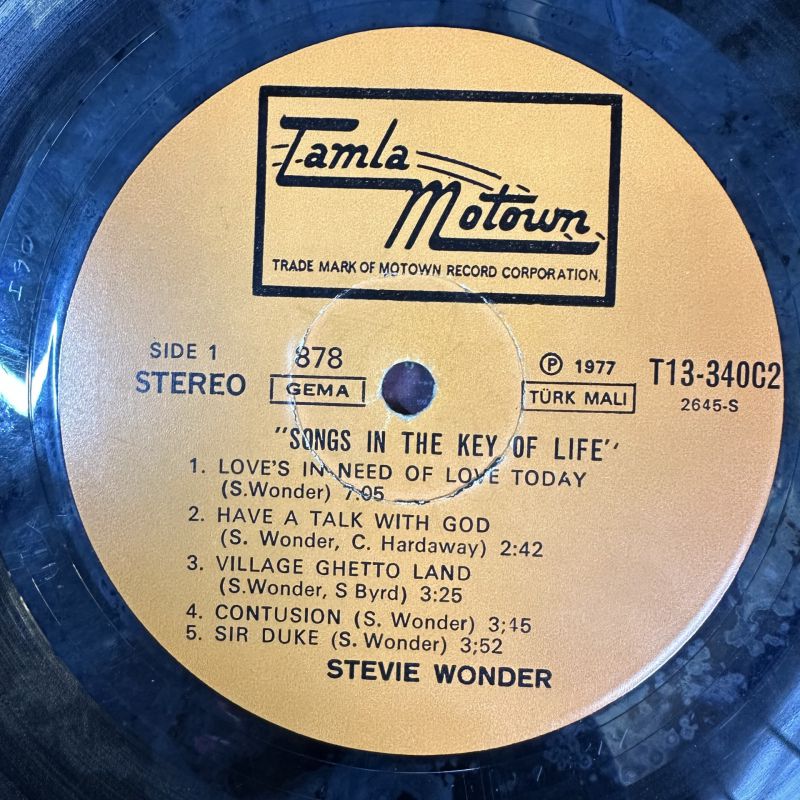 Tamla
Motown
TRADE MARK OF MOTOWN RECORD CORPORATION.
SIDE 1
STEREO
878
GEMA
Ⓟ 1977
TÜRK MALI
T13-340C2
2645-S
"SONGS IN THE KEY OF LIFE"
1. LOVE'S IN NEED OF LOVE TODAY
(S.Wonder) 7.05
2. HAVE A TALK WITH GOD
(S. Wonder, C. Hardaway) 2:42
3. VILLAGE GHETTO LAND
(S.Wonder, S Byrd) 3:25
4. CONTUSION (S. Wonder) 3;45
5. SIR DUKE (S. Wonder) 3;52
STEVIE WONDER